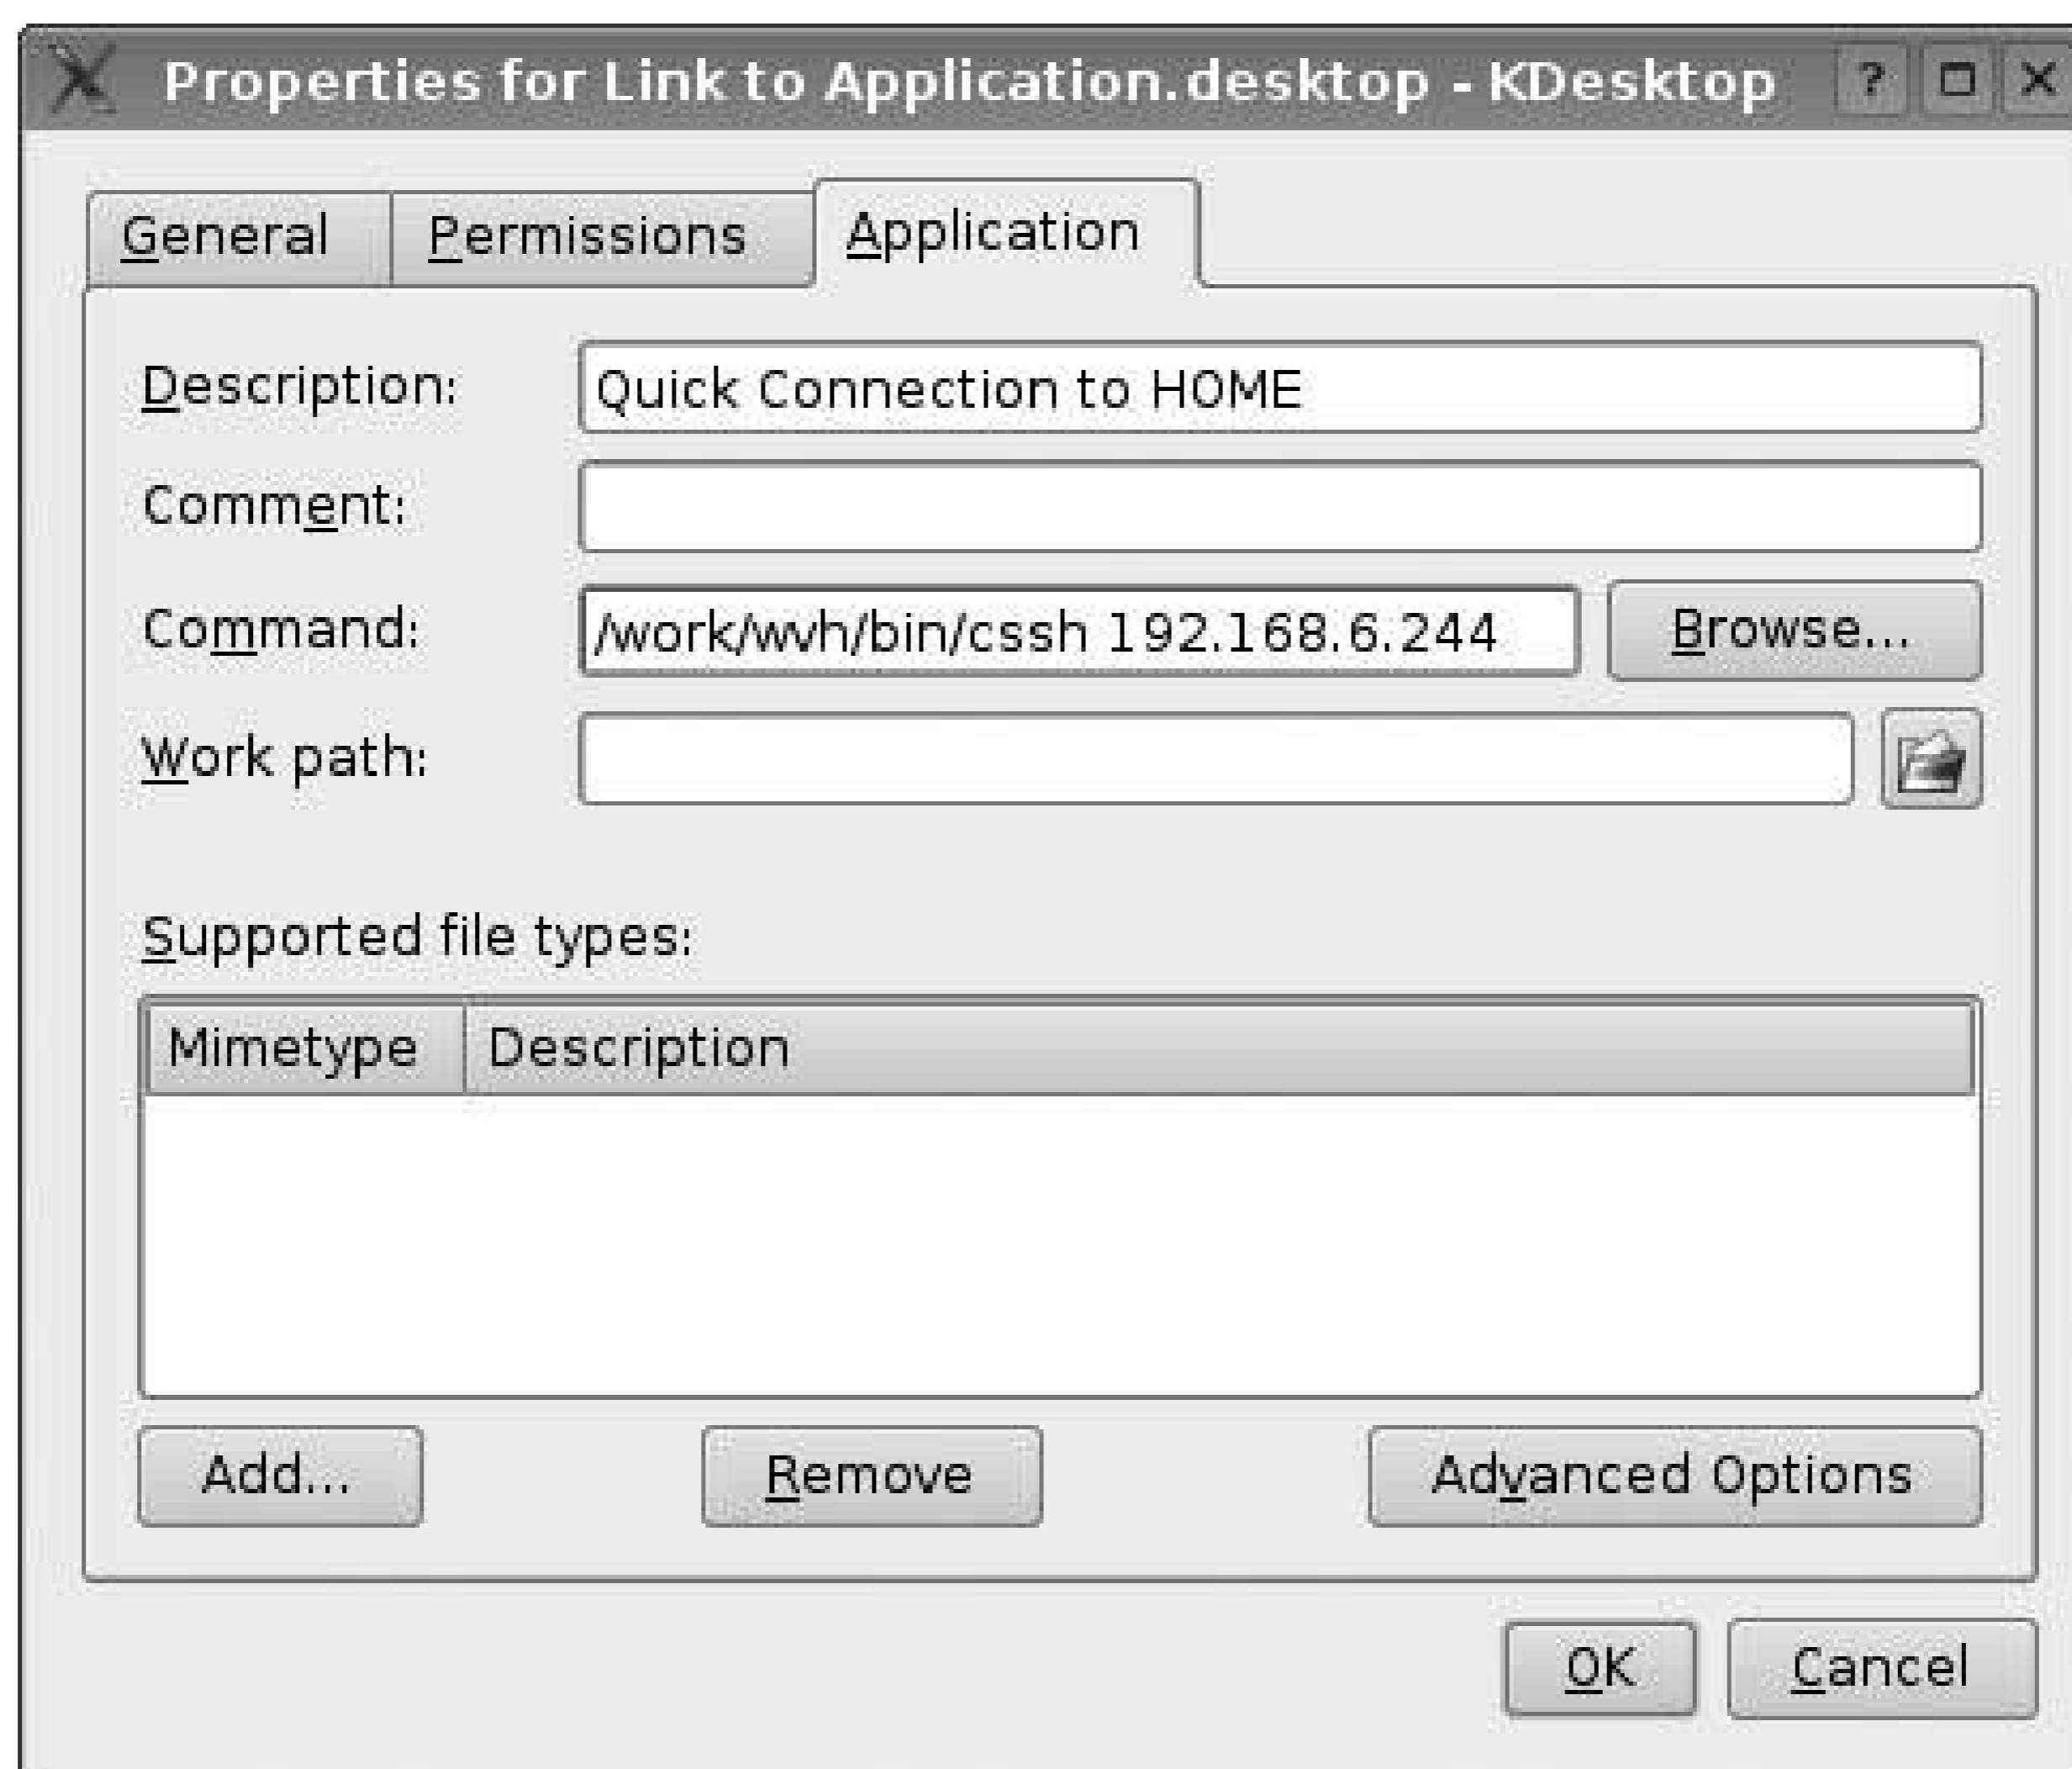 Properties for Link to Application.desktop - KDesktop
General Permissions Application
Description: Quick Connection to HOME
Comment:
Command: /work/wvh/bin/cssh 192.168.6.244 Browse...
Work path:
Supported file types:
Mimetype Description
Add... Remove Advanced Options
OK Cancel